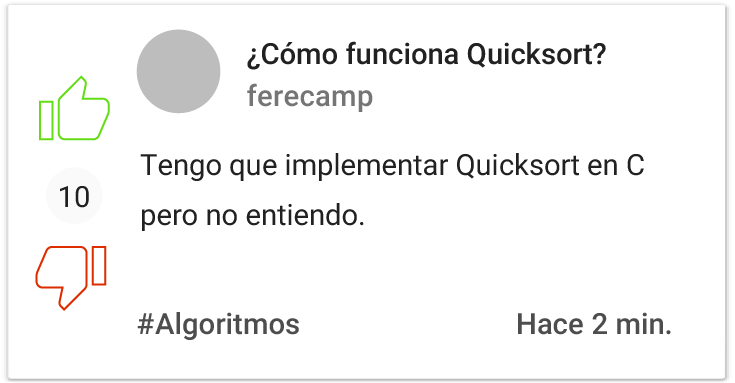 ¿Cómo funciona Quicksort?
ferecamp
Tengo que implementar Quicksort en C
pero no entiendo.
10
#Algoritmos
Hace 2 min.